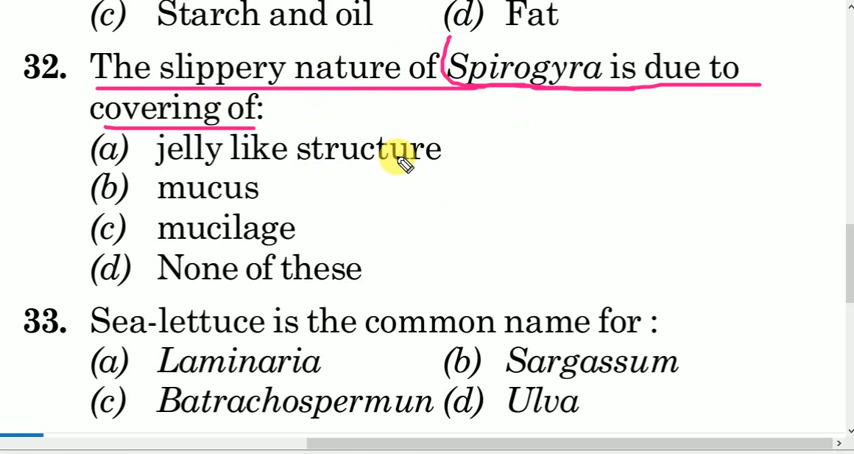 (c) Starch and oil (d) Fat
32. The slippery nature of Spirogyra is due to
covering of:
(a) jelly like structure
(b) mucus
(c) mucilage
(d) None of these
33. Sea-lettuce is the common name for :
(a) Laminaria (b) Sargassum
(c) Batrachospermun (d) Ulva